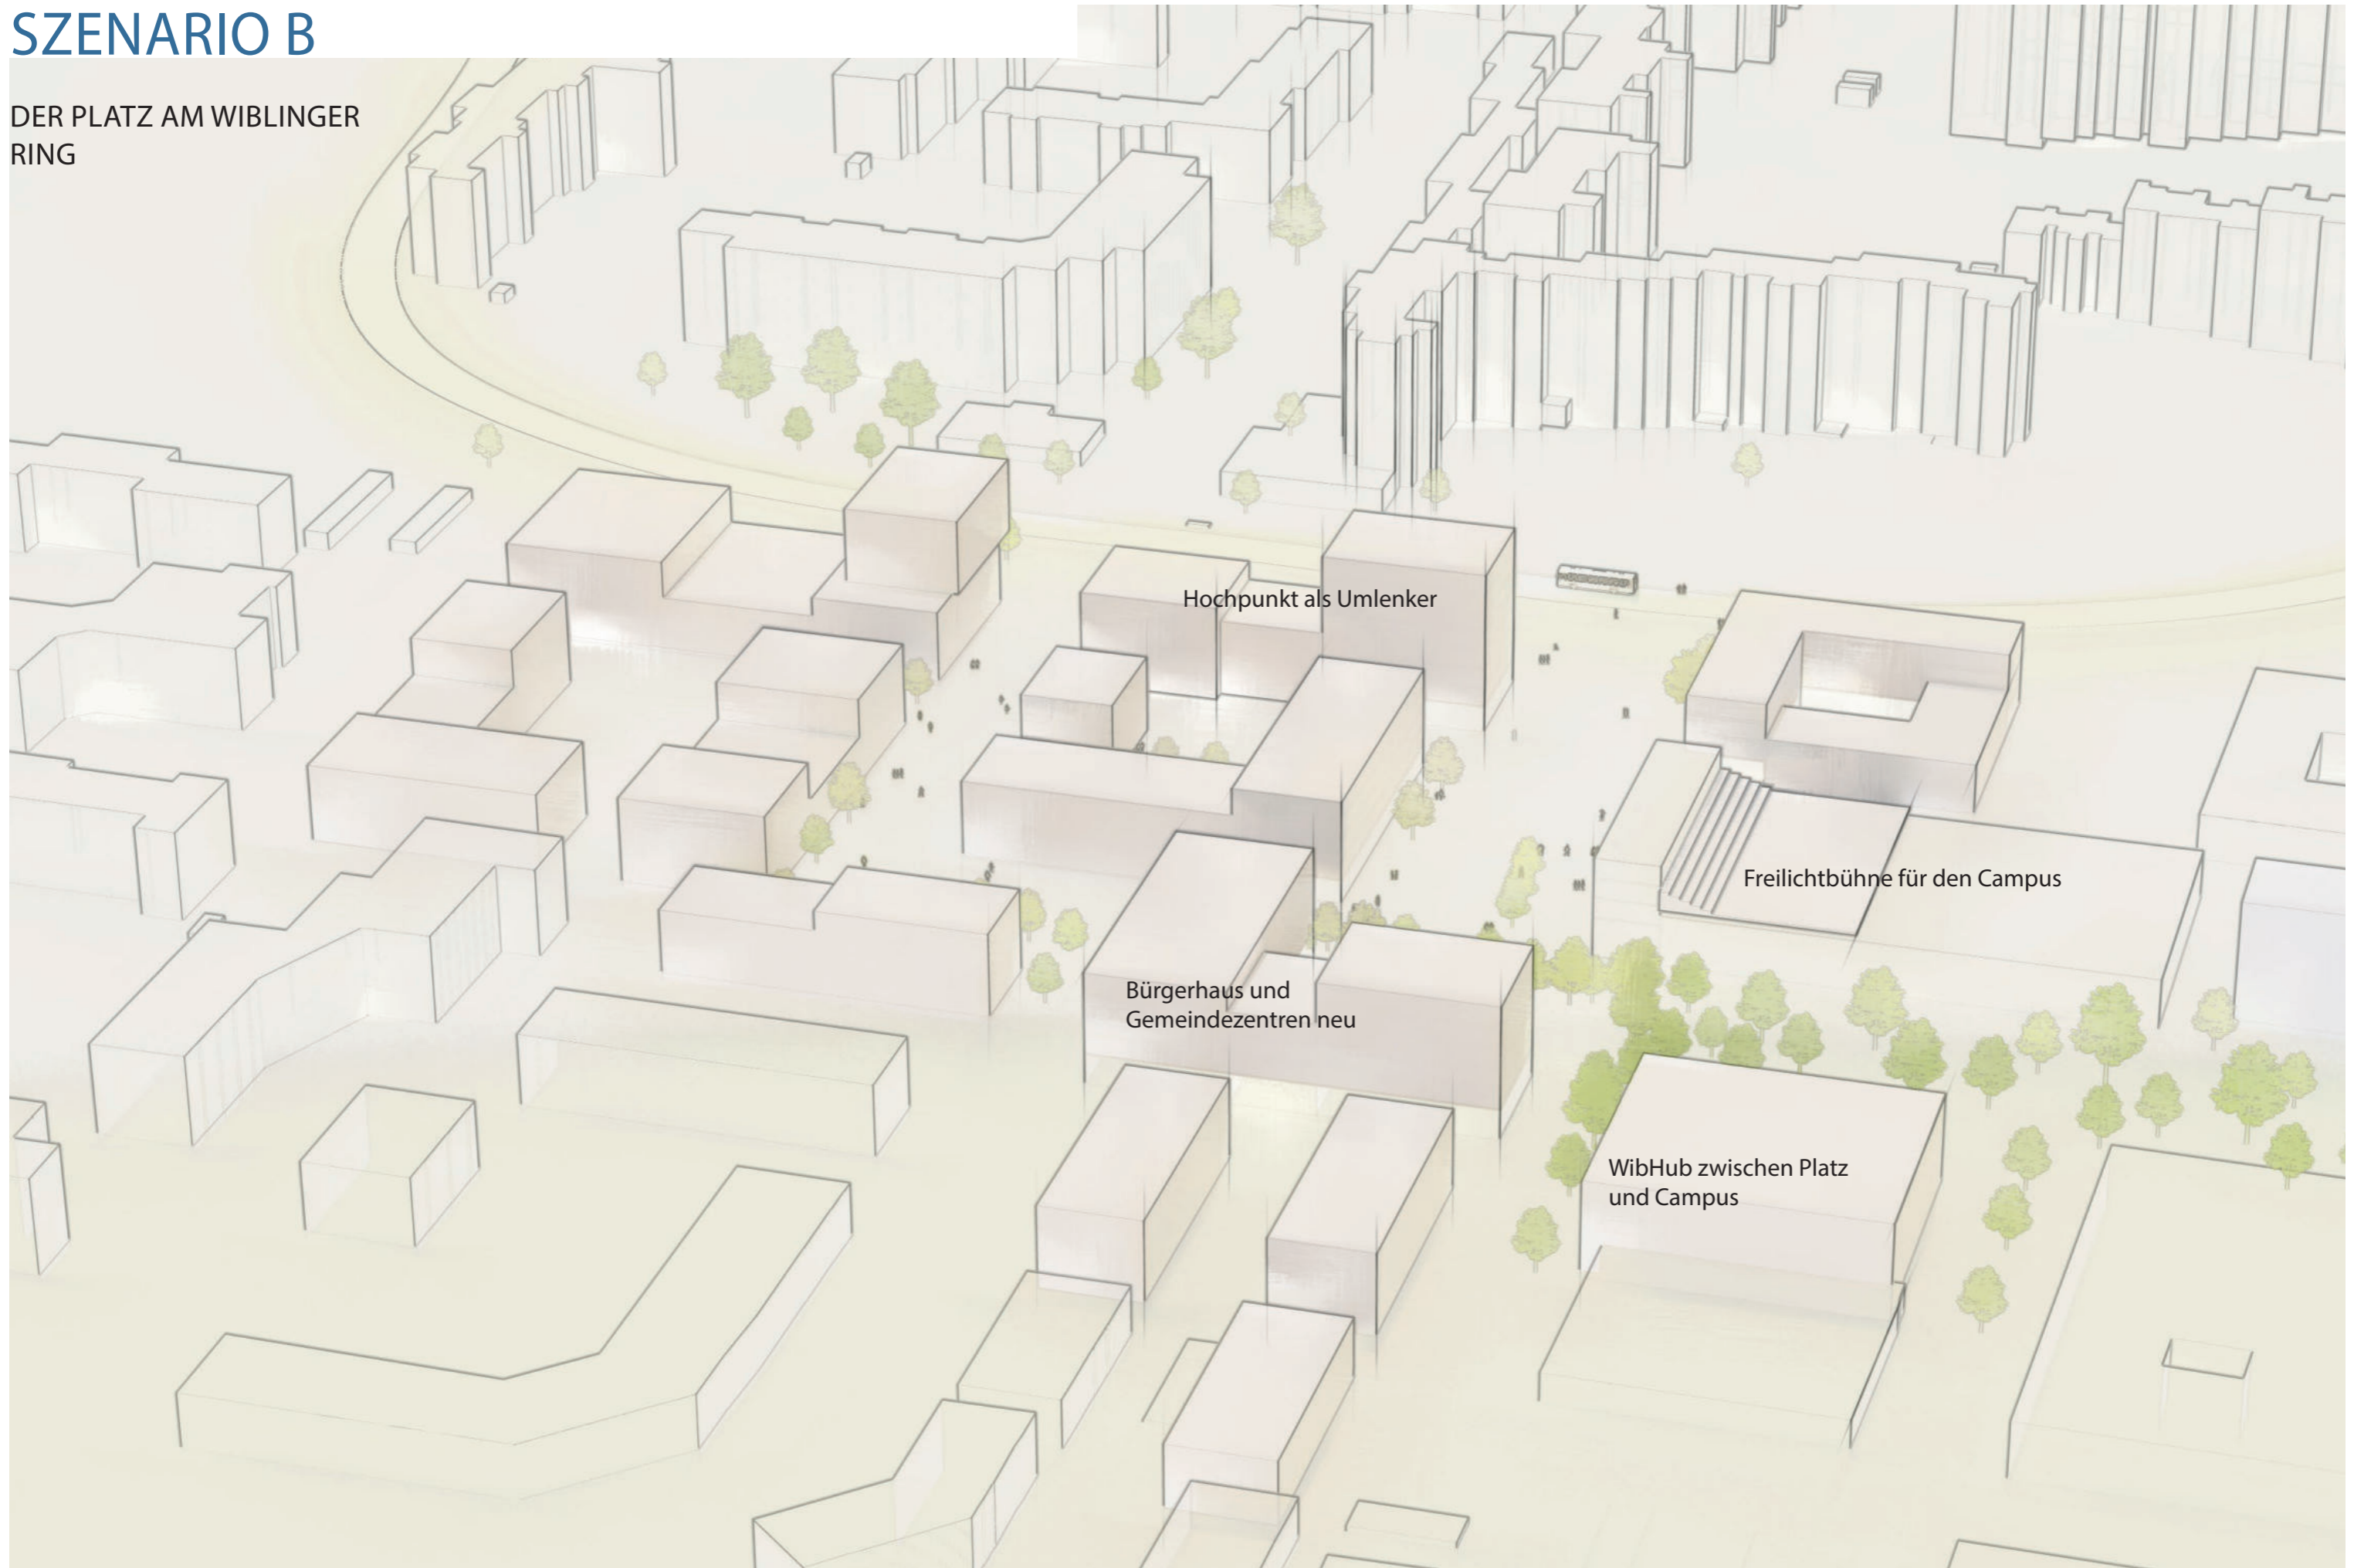 SZENARIO B
DER PLATZ AM WIBLINGER
RING
Hochpunkt als Umlenker
Freilichtbühne für den Campus
Bürgerhaus und
Gemeindezentren neu
WibHub zwischen Platz
und Campus